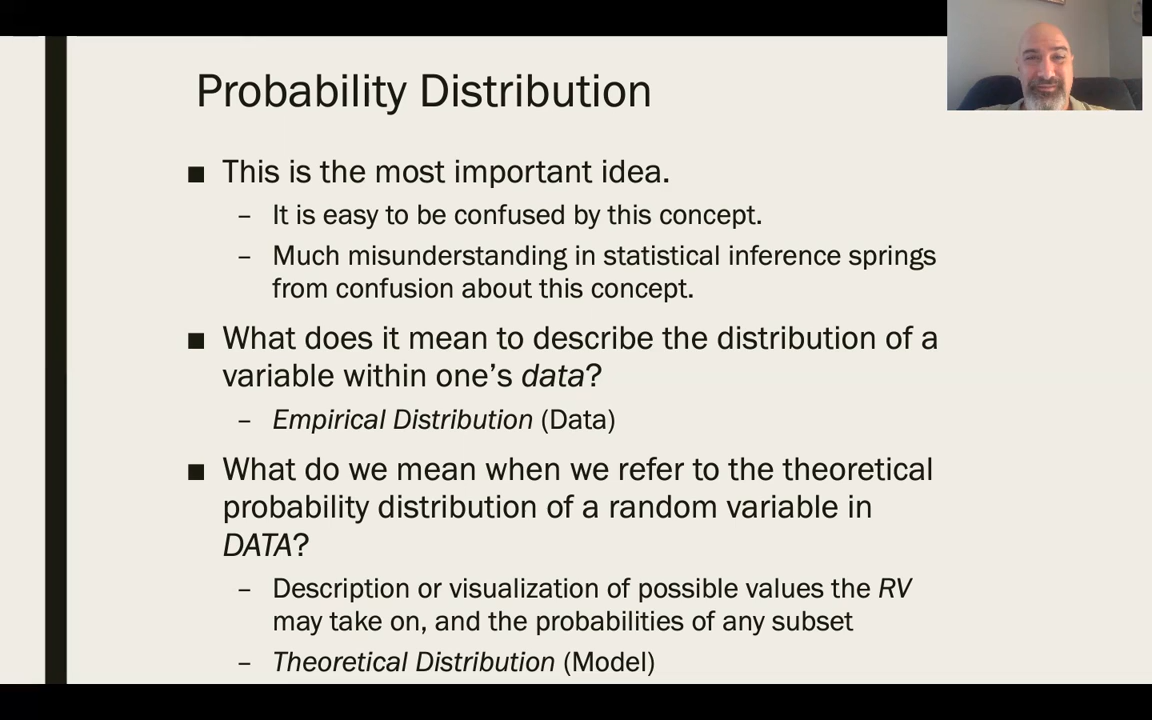 Probability Distribution
■ This is the most important idea.
– It is easy to be confused by this concept.
– Much misunderstanding in statistical inference springs
from confusion about this concept.
■ What does it mean to describe the distribution of a
variable within one’s data?
– Empirical Distribution (Data)
■ What do we mean when we refer to the theoretical
probability distribution of a random variable in
DATA?
– Description or visualization of possible values the RV
may take on, and the probabilities of any subset
– Theoretical Distribution (Model)